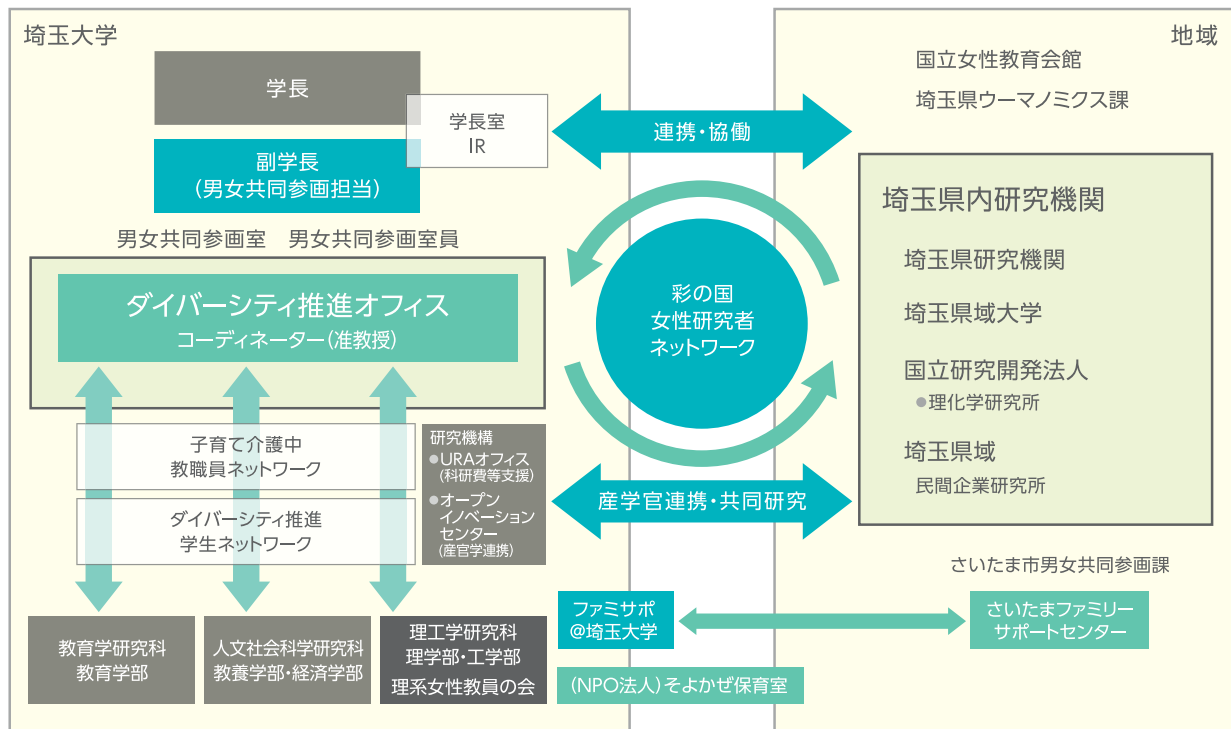 埼玉大学
学長
学長室
IR
副学長
(男女共同参画担当)
男女共同参画室 男女共同参画室員
ダイバーシティ推進オフィス
コーディネーター(准教授)
子育て介護中
教職員ネットワーク
ダイバーシティ推進
学生ネットワーク
研究機構
●URAオフィス
(科研費等支援)
●オープン
イノベーション
センター
(産官学連携)
教育学研究科
教育学部
人文社会科学研究科
教養学部・経済学部
理工学研究科
理学部・工学部
理系女性教員の会
連携・協働
彩の国
女性研究者
ネットワーク
産学官連携・共同研究
ファミサポ
@埼玉大学
(NPO法人)そよかぜ保育室
地域
国立女性教育会館
埼玉県ウーマノミクス課
埼玉県内研究機関
埼玉県研究機関
埼玉県域大学
国立研究開発法人
●理化学研究所
埼玉県域
民間企業研究所
さいたま市男女共同参画課
さいたまファミリー
サポートセンター